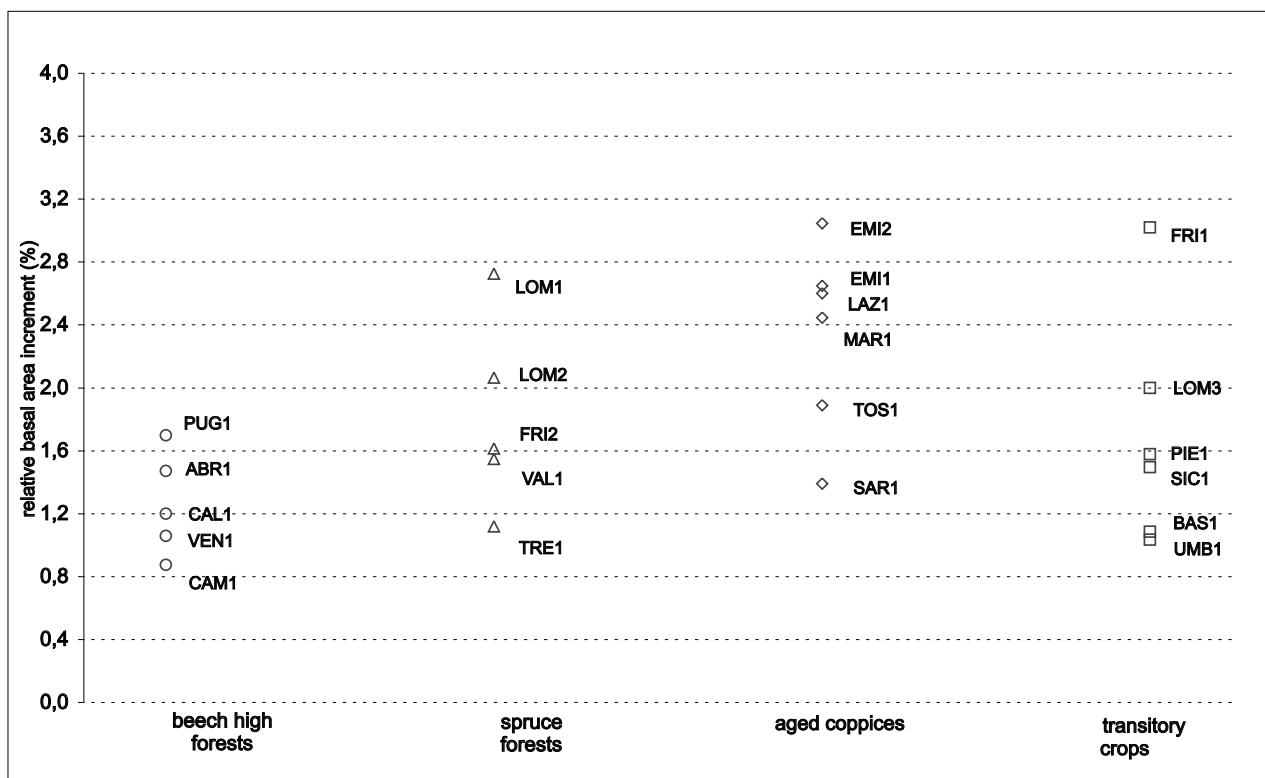 relative basal area increment (%)
4,0
3,6
3,2
2,8
2,4
2,0
1,6
1,2
0,8
0,4
0,0
PUG1
ABR1
CAL1
VEN1
CAM1
LOM1
LOM2
FRI2
VAL1
TRE1
EMI2
EMI1
LAZ1
MAR1
TOS1
SAR1
FRI1
LOM3
PIE1
SIC1
BAS1
UMB1
beech high
forests
spruce
forests
aged coppices
transitory
crops